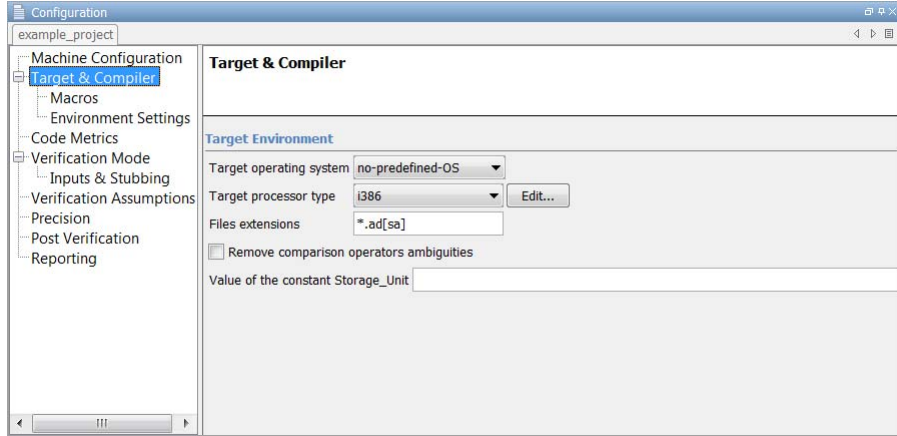 Configuration
example_project
Machine Configuration
Target & Compiler
Macros
Environment Settings
Code Metrics
Verification Mode
Inputs & Stubbing
Verification Assumptions
Precision
Post Verification
Reporting
Target & Compiler
Target Environment
Target operating system no-predefined-OS
Target processor type i386 Edit...
Files extensions *.ad[sa]
Remove comparison operators ambiguities
Value of the constant Storage_Unit